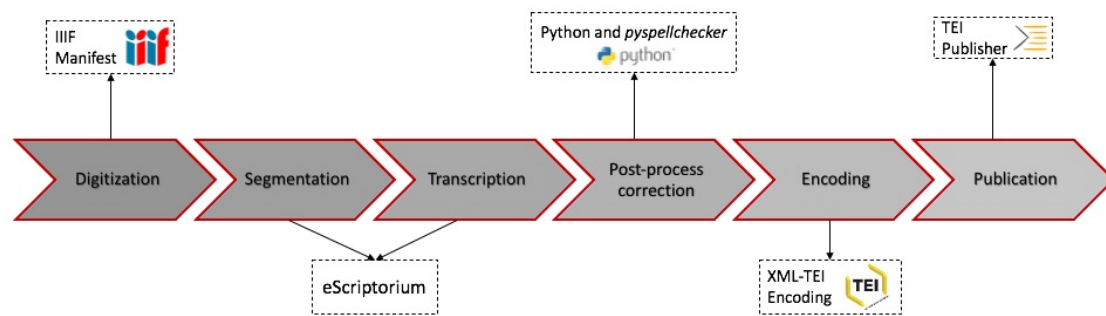 IIIF
Manifest
iiif
Python and pyspellchecker
python
TEI
Publisher
Digitization
Segmentation
Transcription
Post-process
correction
Encoding
Publication
eScriptorium
XML-TEI
Encoding
TEI